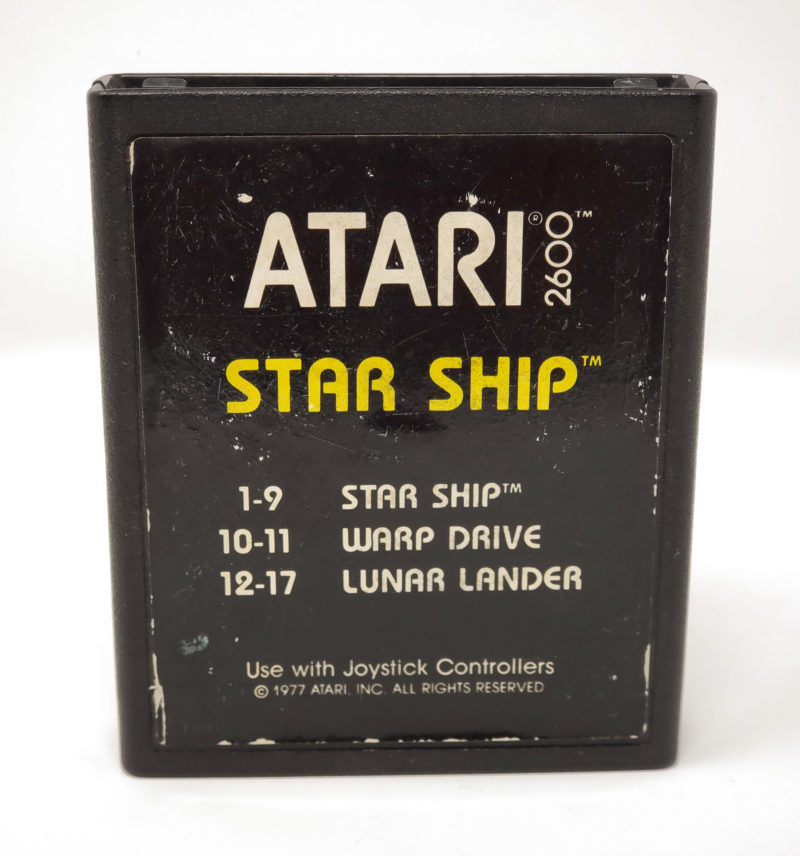 ATARI® 2600™
STAR SHIP™
1-9 STAR SHIP™
10-11 WARP DRIVE
12-17 LUNAR LANDER
Use with Joystick Controllers
© 1977 ATARI, INC. ALL RIGHTS RESERVED